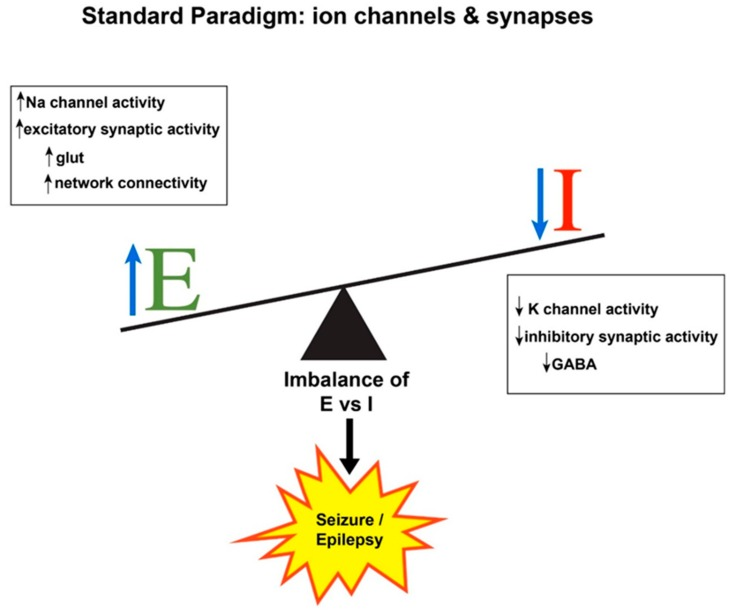 Standard Paradigm: ion channels & synapses
↑Na channel activity
↑excitatory synaptic activity
↑glut
↑network connectivity
↓I
↑E
↓ K channel activity
↓inhibitory synaptic activity
↓GABA
Imbalance of
E vs I
Seizure /
Epilepsy